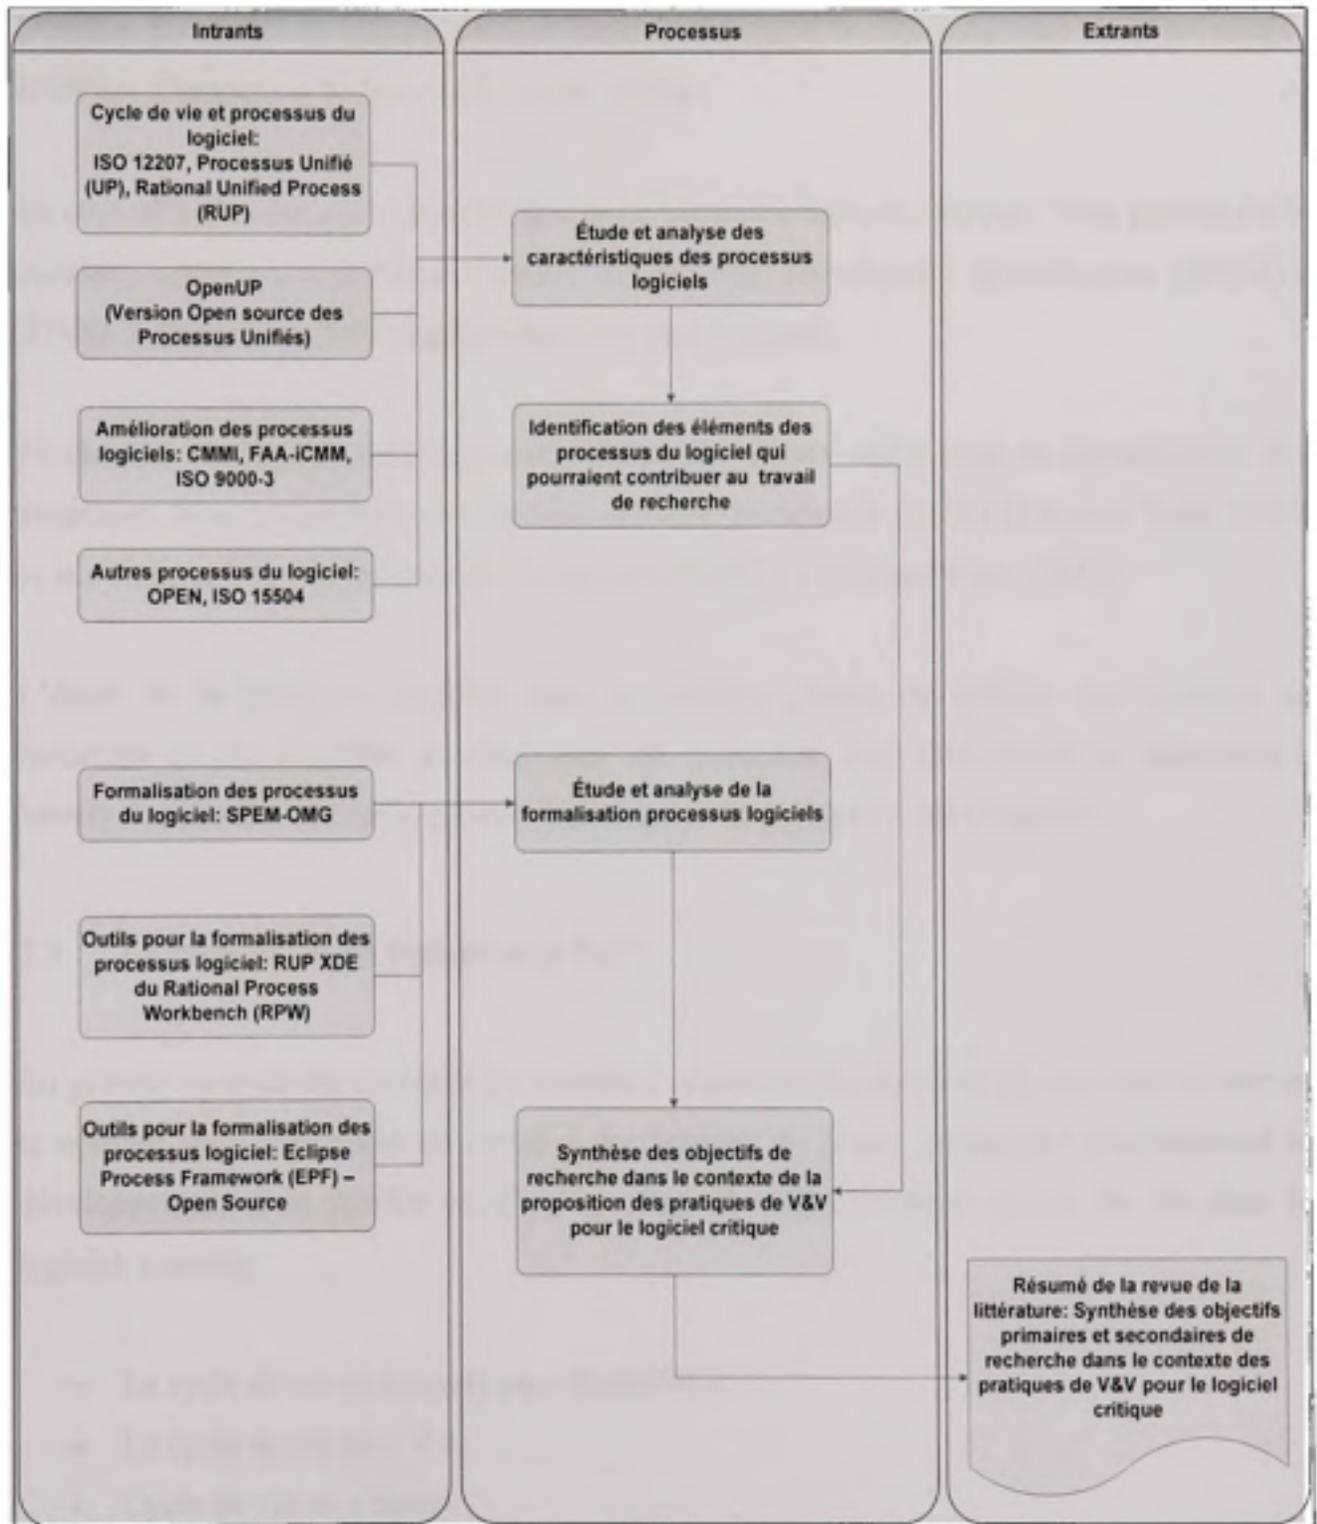 Intrants
Processus
Extrants
Cycle de vie et processus du
logiciel:
ISO 12207, Processus Unifié
(UP), Rational Unified Process
(RUP)
OpenUP
(Version Open source des
Processus Unifiés)
Amélioration des processus
logiciels: CMMI, FAA-iCMM,
ISO 9000-3
Autres processus du logiciel:
OPEN, ISO 15504
Formalisation des processus
du logiciel: SPEM-OMG
Outils pour la formalisation des
processus logiciel: RUP XDE
du Rational Process
Workbench (RPW)
Outils pour la formalisation des
processus logiciel: Eclipse
Process Framework (EPF) –
Open Source
Étude et analyse des
caractéristiques des processus
logiciels
Identification des éléments des
processus du logiciel qui
pourraient contribuer au travail
de recherche
Étude et analyse de la
formalisation processus logiciels
Synthèse des objectifs de
recherche dans le contexte de la
proposition des pratiques de V&V
pour le logiciel critique
Résumé de la revue de la
littérature: Synthèse des objectifs
primaires et secondaires de
recherche dans le contexte des
pratiques de V&V pour le logiciel
critique